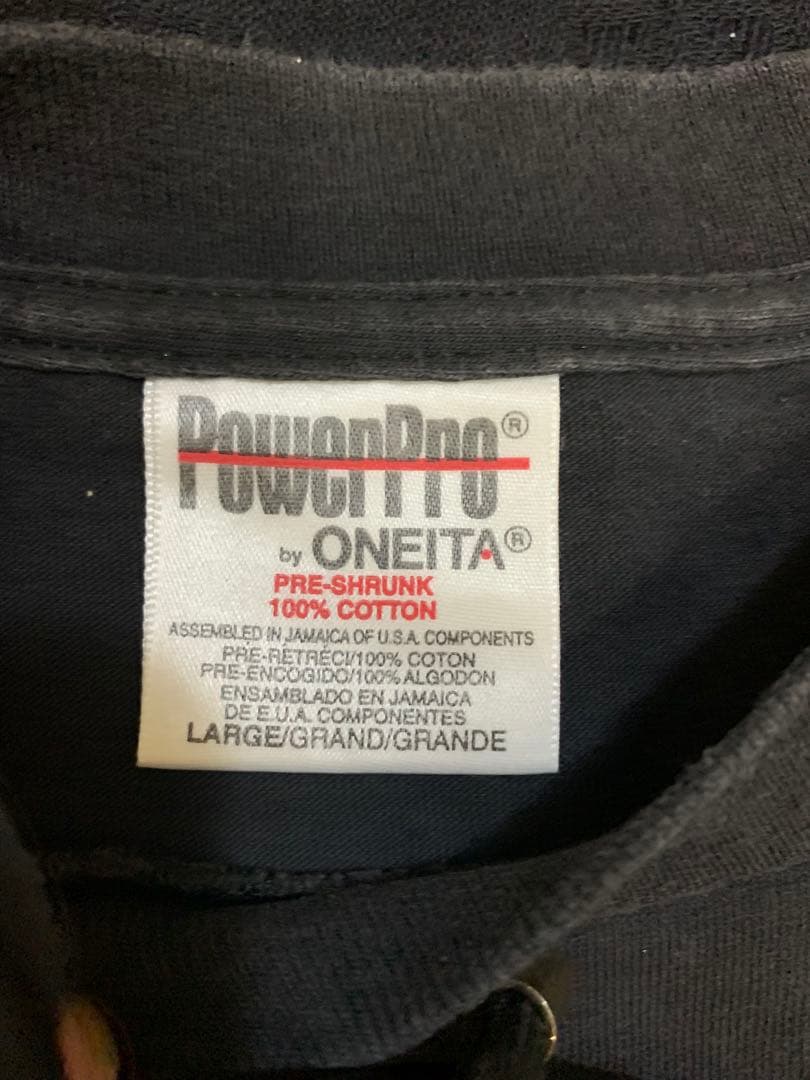 PowerPro®
by ONEITA®
PRE-SHRUNK
100% COTTON
ASSEMBLED IN JAMAICA OF U.S.A. COMPONENTS
PRE-RETRECI/100% COTON
PRE-ENCOGIDO/100% ALGODON
ENSAMBLADO EN JAMAICA
DE E.U.A. COMPONENTES
LARGE/GRAND/GRANDE